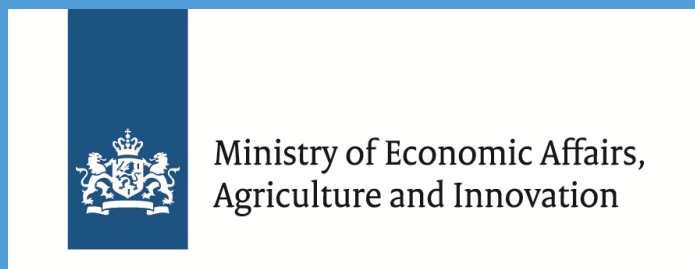 Ministry of Economic Affairs,
Agriculture and Innovation